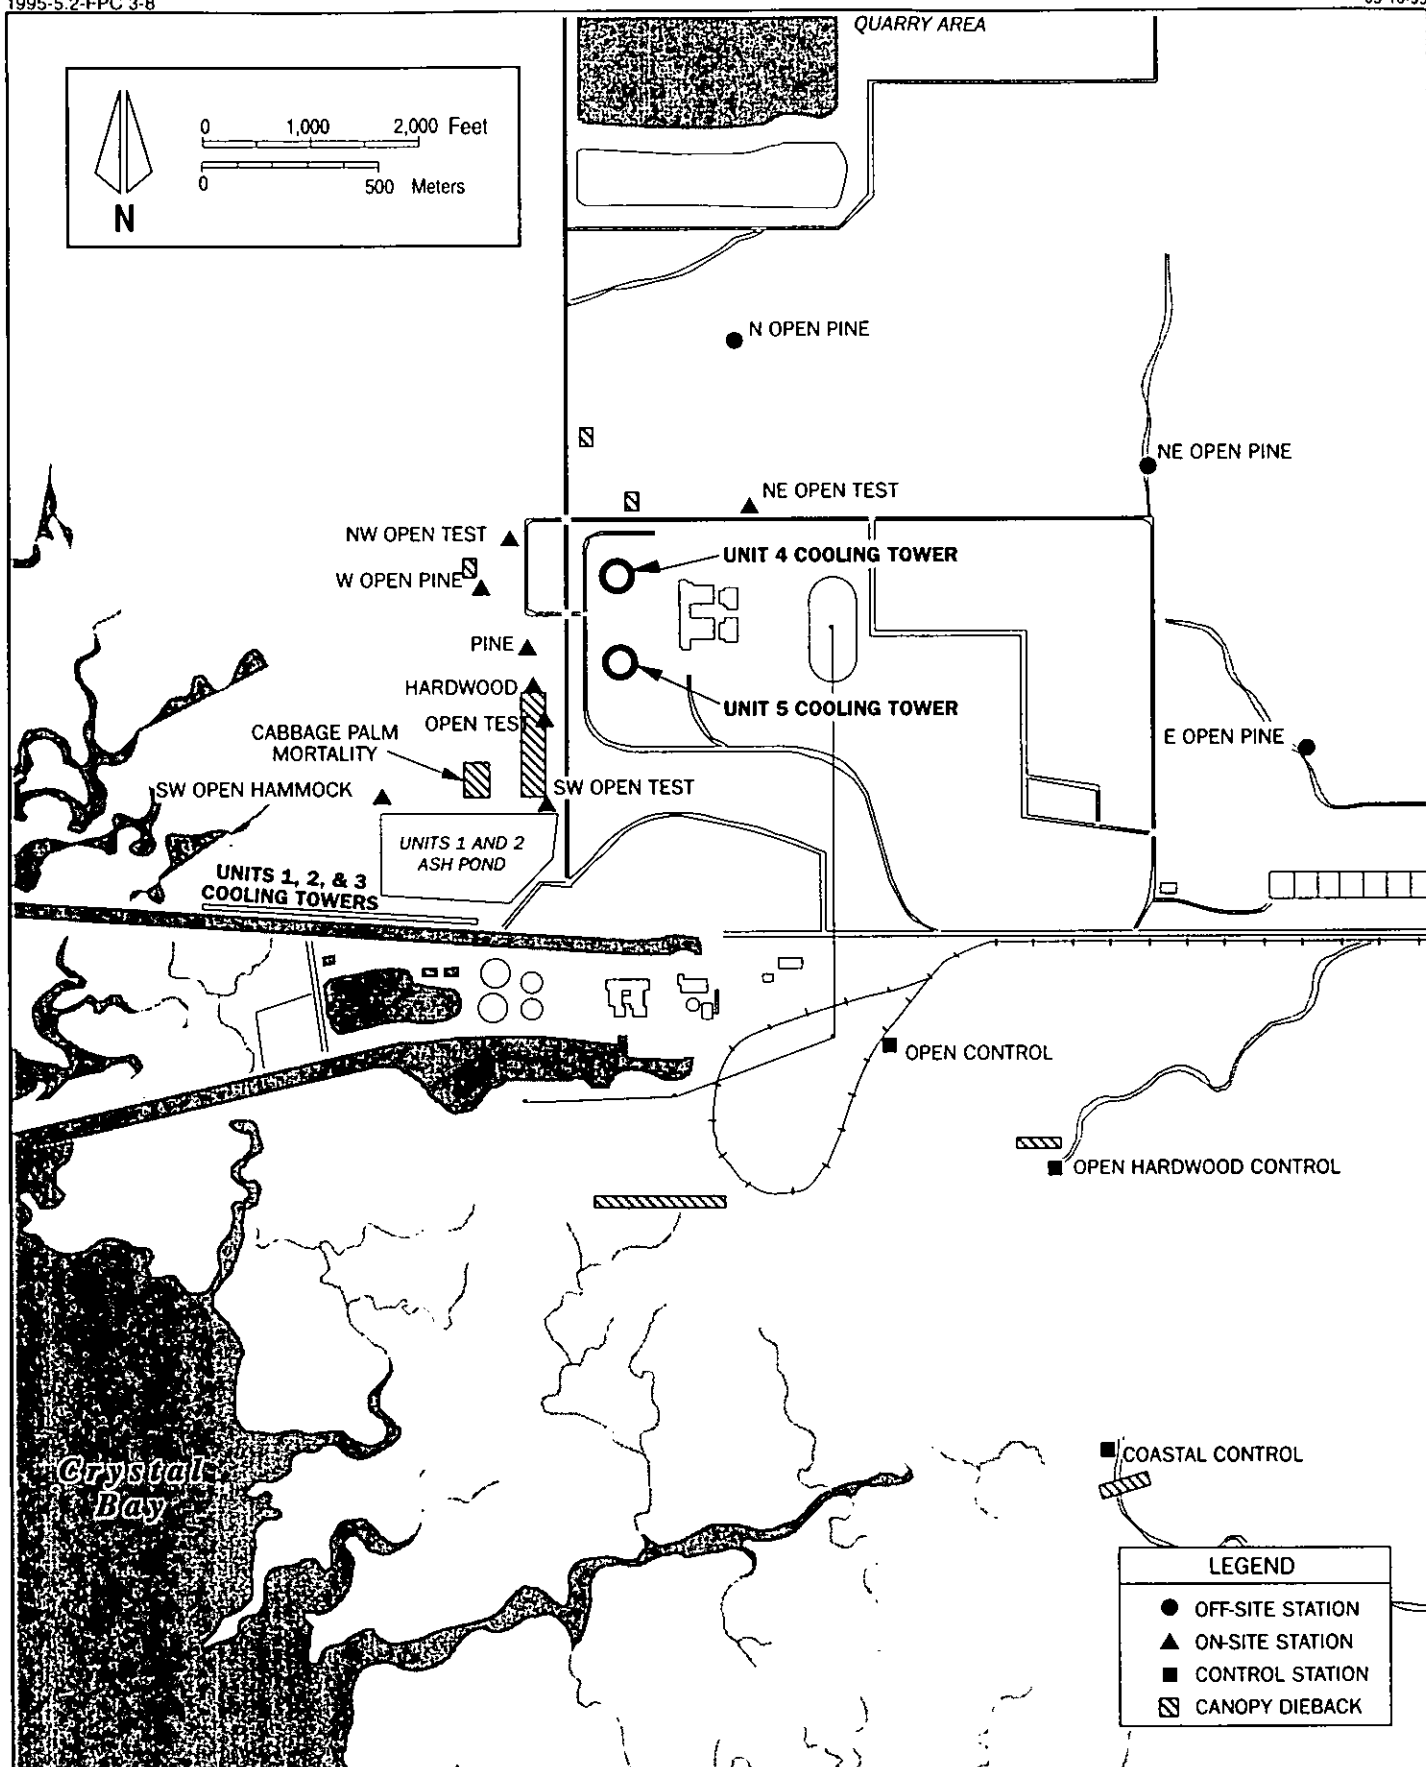 1995-5.2-FPC 3-8
QUARRY AREA
0 1,000 2,000 Feet
0 500 Meters
N
N OPEN PINE
NE OPEN PINE
NE OPEN TEST
NW OPEN TEST
UNIT 4 COOLING TOWER
W OPEN PINE
PINE
HARDWOOD
UNIT 5 COOLING TOWER
OPEN TEST
CABBAGE PALM
MORTALITY
E OPEN PINE
SW OPEN HAMMOCK
SW OPEN TEST
UNITS 1 AND 2
ASH POND
UNITS 1, 2, & 3
COOLING TOWERS
OPEN CONTROL
OPEN HARDWOOD CONTROL
COASTAL CONTROL
Crystal
Bay
LEGEND
OFF-SITE STATION
ON-SITE STATION
CONTROL STATION
CANOPY DIEBACK